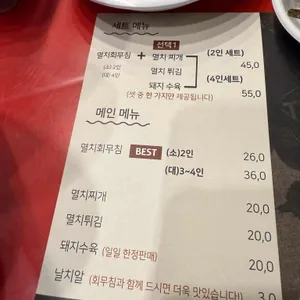 세트 메뉴
선택1
멸치회무침 + 멸치 찌개 (2인 세트)
(소) 2인 멸치 튀김 45,0
(대) 4인 (4인세트)
돼지 수육 55,0
(셋 중 한 가지만 제공됩니다)
메인 메뉴
멸치회무침 BEST (소)2인 26,0
(대)3~4인 36,0
멸치찌개 20,0
멸치튀김 20,0
돼지수육 (일일 한정판매) 20,0
날치알 (회무침과 함께 드시면 더욱 맛있습니다!) 3,0